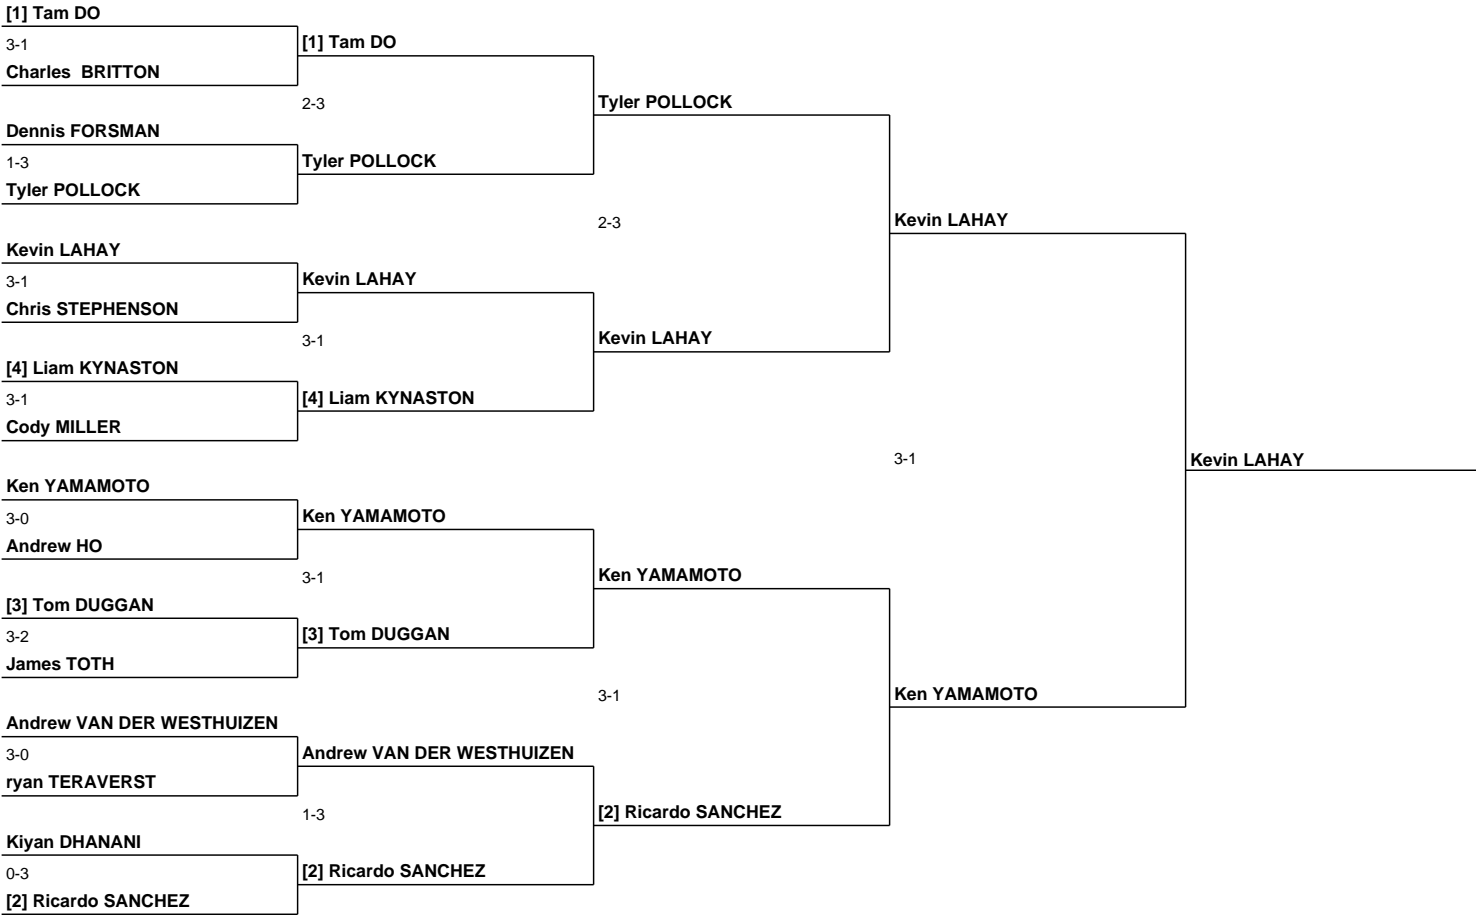 [1] Tam DO
3-1
Charles  BRITTON
Dennis FORSMAN
1-3
Tyler POLLOCK
Kevin LAHAY
3-1
Chris STEPHENSON
[4] Liam KYNASTON
3-1
Cody MILLER
Ken YAMAMOTO
3-0
Andrew HO
[3] Tom DUGGAN
3-2
James TOTH
Andrew VAN DER WESTHUIZEN
3-0
ryan TERAVERST
Kiyan DHANANI
0-3
[2] Ricardo SANCHEZ
[1] Tam DO
2-3
Tyler POLLOCK
Kevin LAHAY
3-1
[4] Liam KYNASTON
Ken YAMAMOTO
3-1
[3] Tom DUGGAN
Andrew VAN DER WESTHUIZEN
1-3
[2] Ricardo SANCHEZ
Tyler POLLOCK
2-3
Kevin LAHAY
Ken YAMAMOTO
3-1
[2] Ricardo SANCHEZ
Kevin LAHAY
3-1
Ken YAMAMOTO
Kevin LAHAY